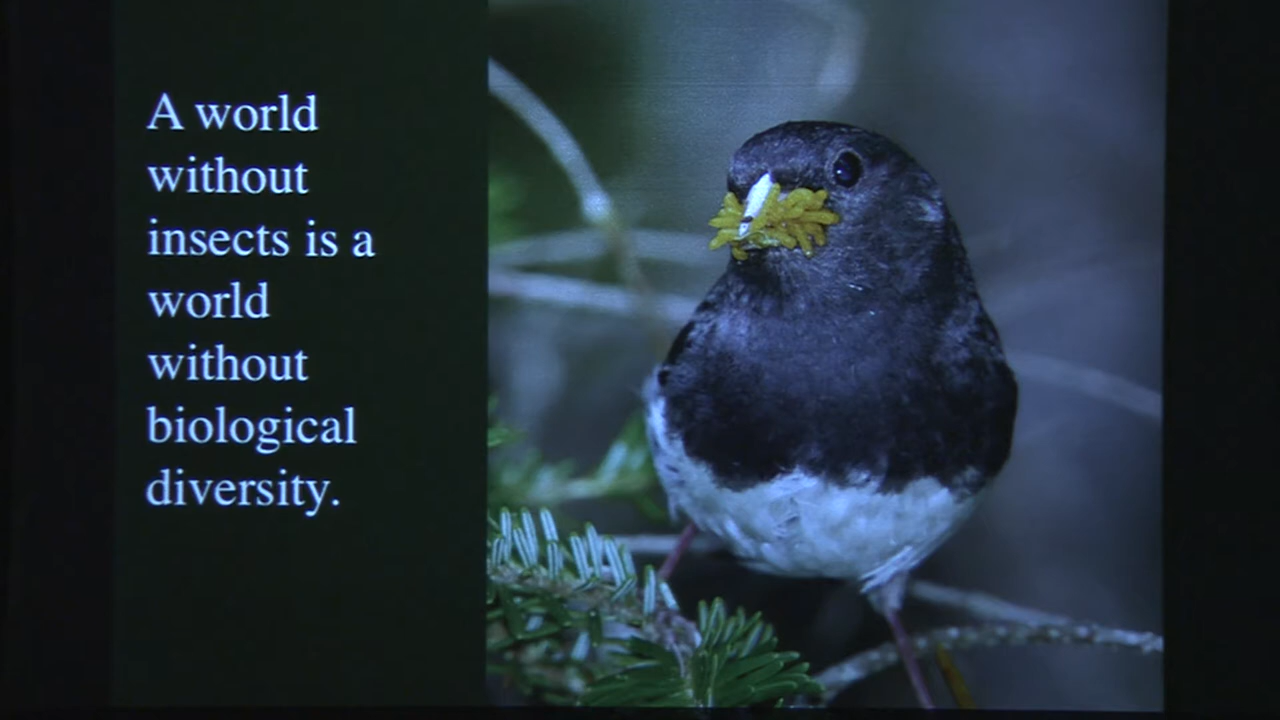 A world
without
insects is a
world
without
biological
diversity.